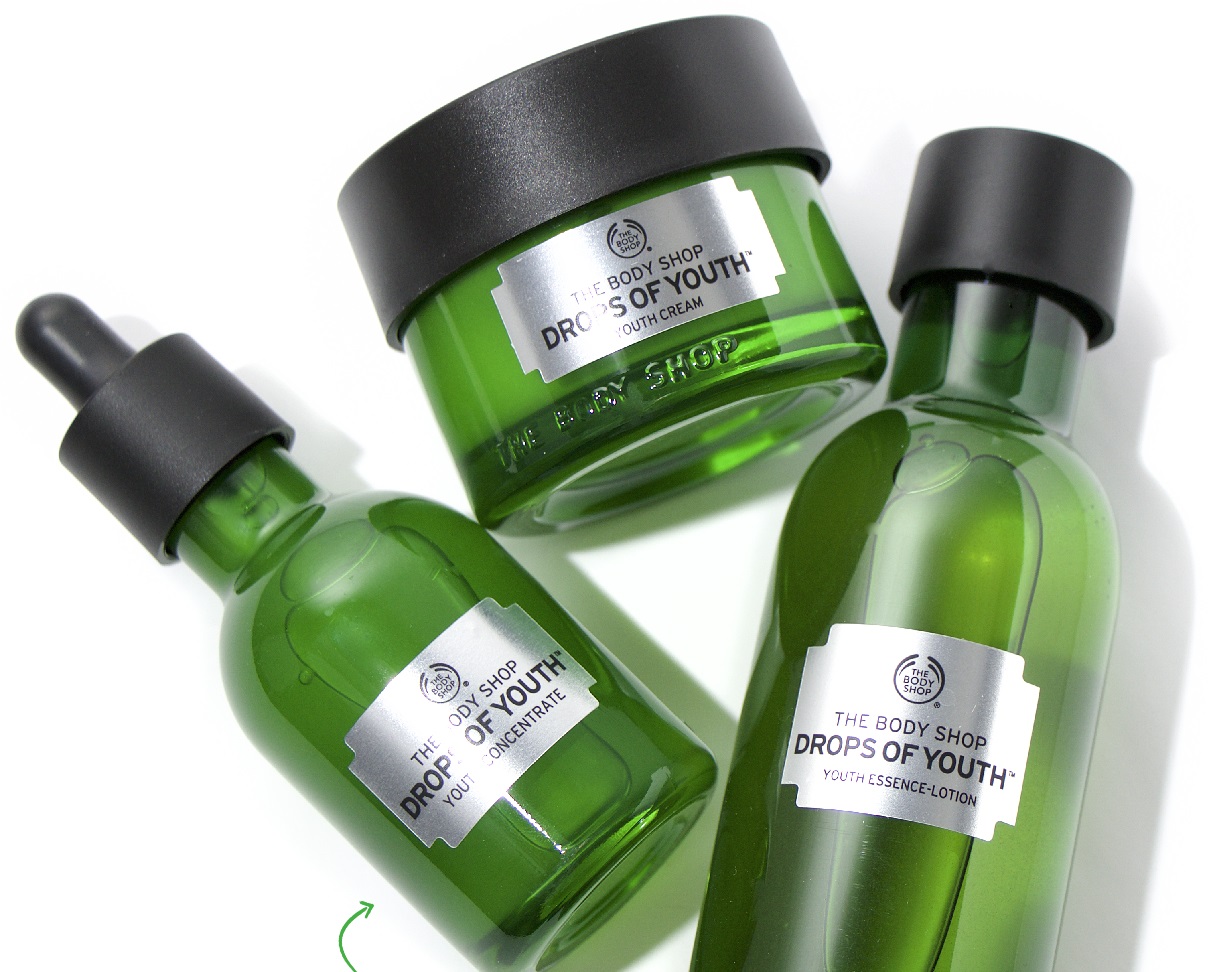 THE
BODY
SHOP
THE BODY SHOP
DROPS OF YOUTH™
YOUTH CREAM
THE BODY SHOP
THE
BODY
SHOP
THE BODY SHOP
DROPS OF YOUTH™
YOUTH CONCENTRATE
THE
BODY
SHOP
®
THE BODY SHOP
DROPS OF YOUTH™
YOUTH ESSENCE-LOTION